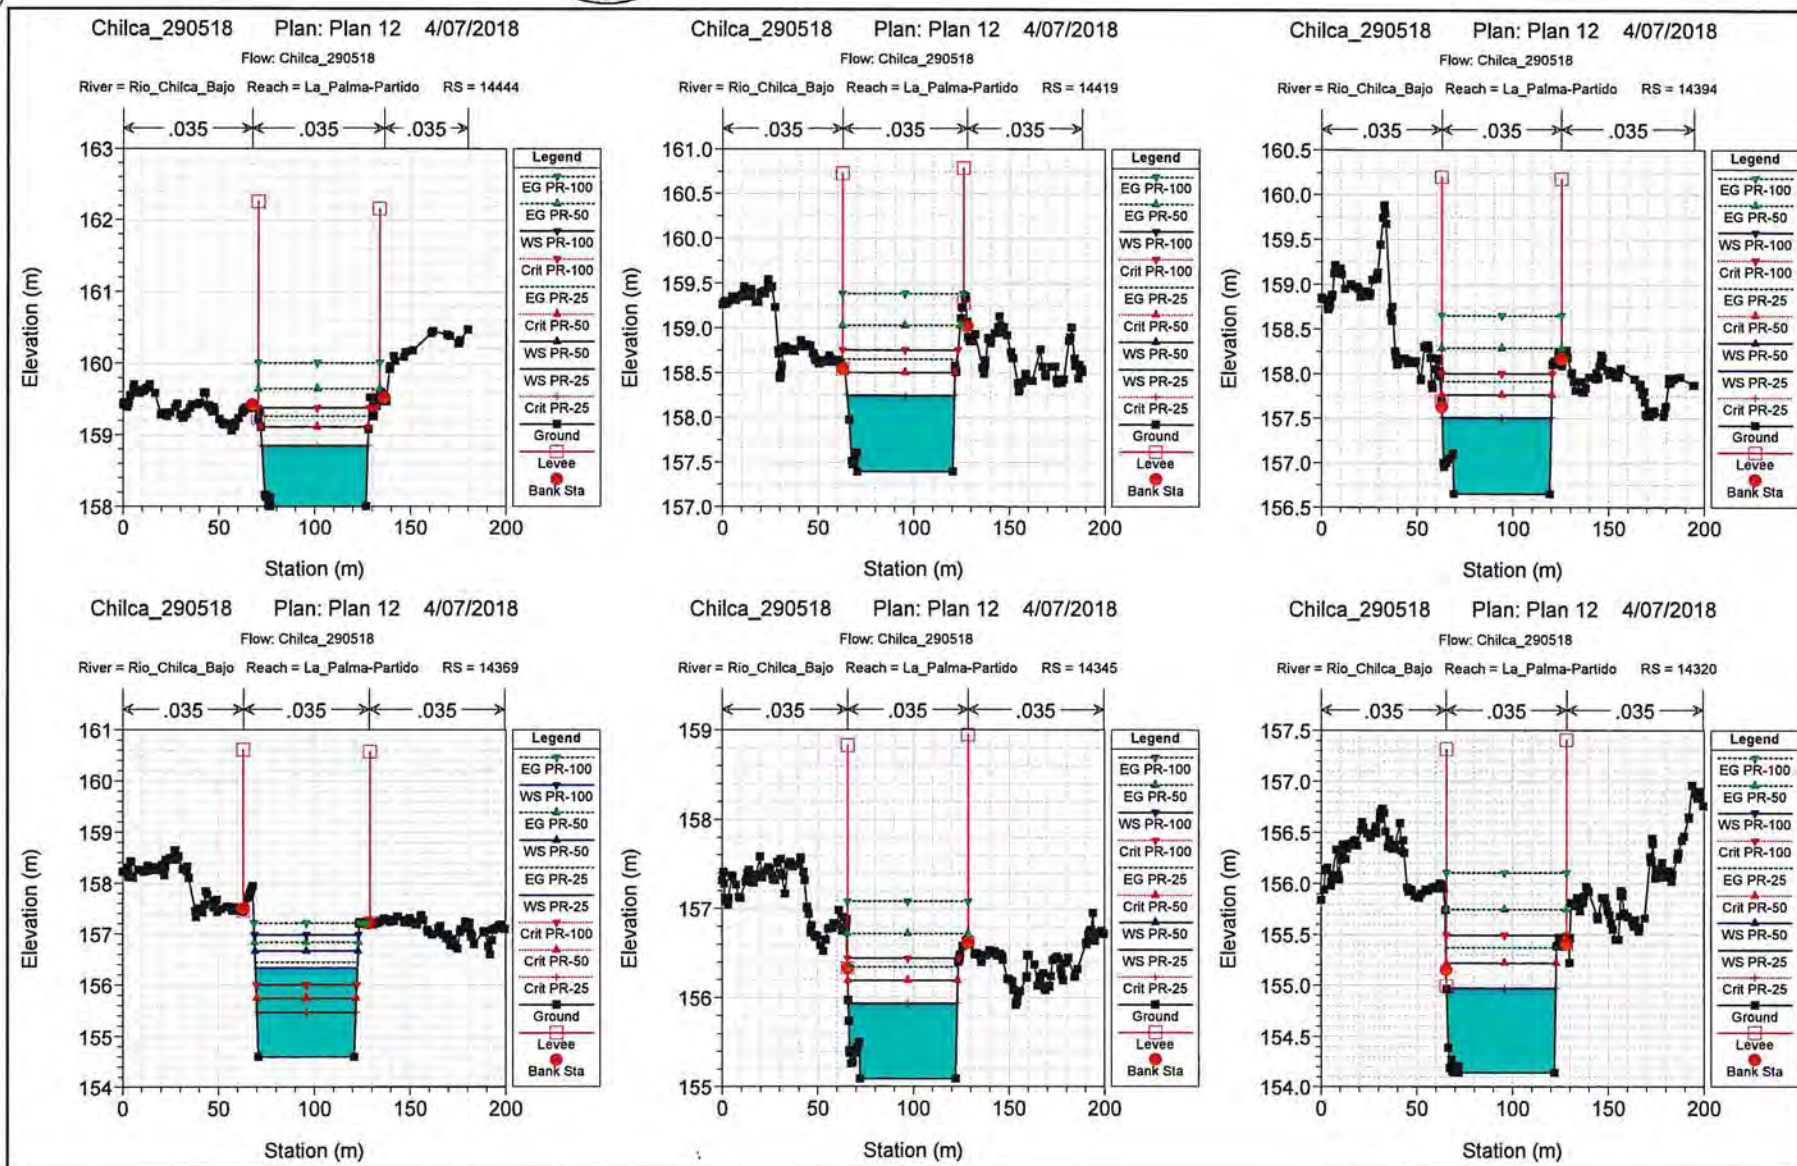 Chilca_290518 Plan: Plan 12 4/07/2018
Flow: Chilca_290518
River = Rio_Chilca_Bajo Reach = La_Palma-Partido RS = 14444
.035 .035 .035
Elevation (m)
163
162
161
160
159
158
0 50 100 150 200
Station (m)
Legend
EG PR-100
EG PR-50
WS PR-100
Crit PR-100
EG PR-25
Crit PR-50
WS PR-50
WS PR-25
Crit PR-25
Ground
Levee
Bank Sta
Chilca_290518 Plan: Plan 12 4/07/2018
Flow: Chilca_290518
River = Rio_Chilca_Bajo Reach = La_Palma-Partido RS = 14419
.035 .035 .035
Elevation (m)
161.0
160.5
160.0
159.5
159.0
158.5
158.0
157.5
157.0
0 50 100 150 200
Station (m)
Legend
EG PR-100
EG PR-50
WS PR-100
Crit PR-100
EG PR-25
Crit PR-50
WS PR-50
WS PR-25
Crit PR-25
Ground
Levee
Bank Sta
Chilca_290518 Plan: Plan 12 4/07/2018
Flow: Chilca_290518
River = Rio_Chilca_Bajo Reach = La_Palma-Partido RS = 14394
.035 .035 .035
Elevation (m)
160.5
160.0
159.5
159.0
158.5
158.0
157.5
157.0
156.5
0 50 100 150 200
Station (m)
Legend
EG PR-100
EG PR-50
WS PR-100
Crit PR-100
EG PR-25
Crit PR-50
WS PR-50
WS PR-25
Crit PR-25
Ground
Levee
Bank Sta
Chilca_290518 Plan: Plan 12 4/07/2018
Flow: Chilca_290518
River = Rio_Chilca_Bajo Reach = La_Palma-Partido RS = 14369
.035 .035 .035
Elevation (m)
161
160
159
158
157
156
155
154
0 50 100 150 200
Station (m)
Legend
EG PR-100
WS PR-100
EG PR-50
WS PR-50
EG PR-25
WS PR-25
Crit PR-100
Crit PR-50
Crit PR-25
Ground
Levee
Bank Sta
Chilca_290518 Plan: Plan 12 4/07/2018
Flow: Chilca_290518
River = Rio_Chilca_Bajo Reach = La_Palma-Partido RS = 14345
.035 .035 .035
Elevation (m)
159
158
157
156
155
0 50 100 150 200
Station (m)
Legend
EG PR-100
EG PR-50
WS PR-100
Crit PR-100
EG PR-25
Crit PR-50
WS PR-50
WS PR-25
Crit PR-25
Ground
Levee
Bank Sta
Chilca_290518 Plan: Plan 12 4/07/2018
Flow: Chilca_290518
River = Rio_Chilca_Bajo Reach = La_Palma-Partido RS = 14320
.035 .035 .035
Elevation (m)
157.5
157.0
156.5
156.0
155.5
155.0
154.5
154.0
0 50 100 150 200
Station (m)
Legend
EG PR-100
EG PR-50
WS PR-100
Crit PR-100
EG PR-25
Crit PR-50
WS PR-50
WS PR-25
Crit PR-25
Ground
Levee
Bank Sta